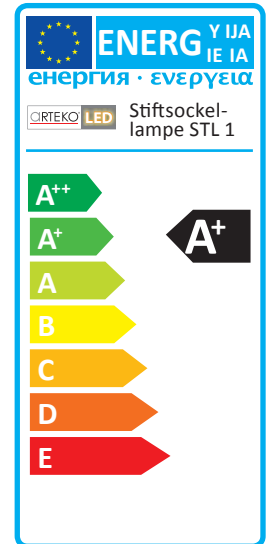 ENERG Y IJA
IE IA
енергия · ενεργεια
ARTEKO LED
Stiftsockel-
lampe STL 1
A++
A+
A+
A
B
C
D
E